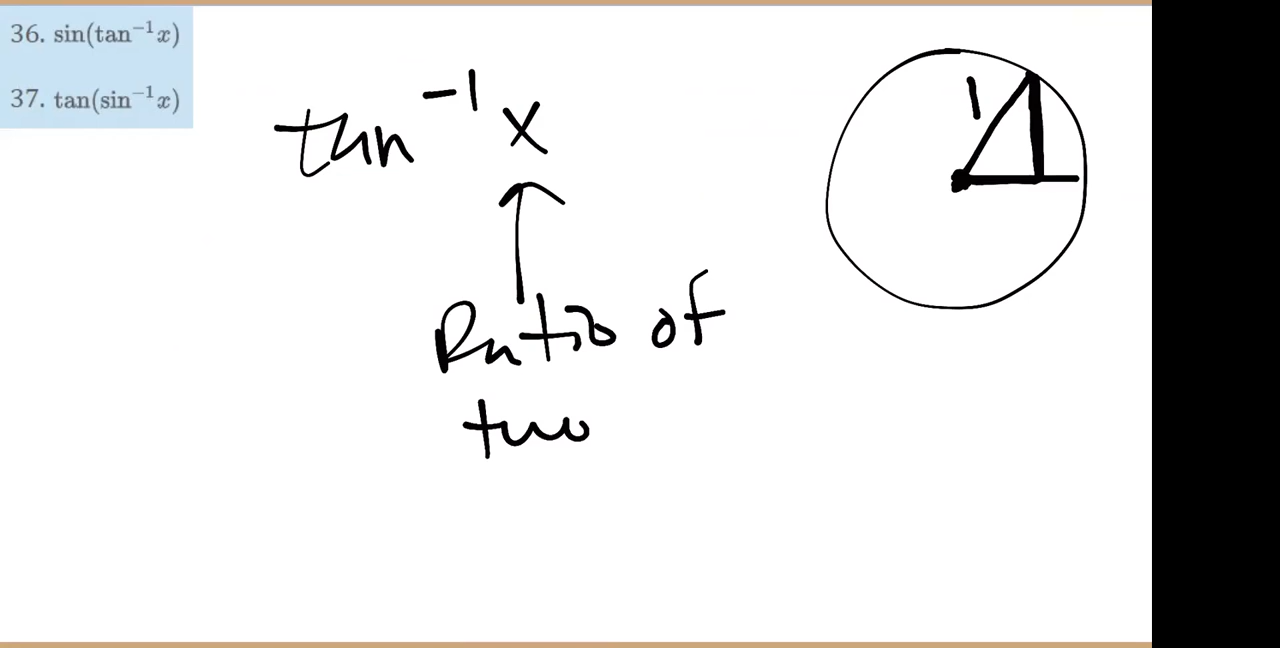 36. sin(tan⁻¹x)
37. tan(sin⁻¹x)
tan⁻¹ x
1
Ratio of
two